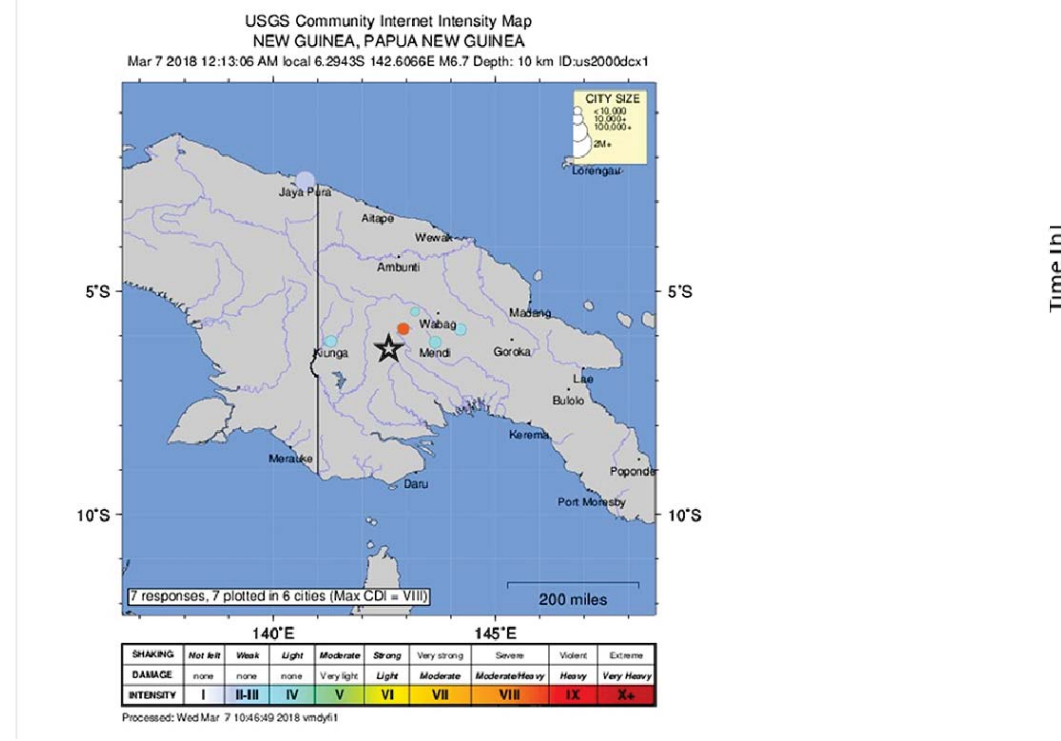 USGS Community Internet Intensity Map
NEW GUINEA, PAPUA NEW GUINEA
Mar 7 2018 12:13:06 AM local 6.2943S 142.6066E M6.7 Depth: 10 km ID:us2000dcx1
CITY SIZE
<10,000
10,000+
100,000+
2M+
Lorengau
Jaya Pura
Aitape
Wewak
Ambunti
5°S
5°S
Madang
Wabag
Kiunga
Mendi
Goroka
Lae
Bulolo
Kerema
Merauke
Poponde
Daru
Port Moresby
10°S
10°S
7 responses, 7 plotted in 6 cities (Max CDI = VIII)
200 miles
140°E
145°E
SHAKING Not felt Weak Light Moderate Strong Very strong Severe Violent Extreme
DAMAGE none none none Very light Light Moderate Moderate/Heavy Heavy Very Heavy
INTENSITY I II-III IV V VI VII VIII IX X+
Processed: Wed Mar 7 10:46:49 2018 vmdyfi1
Time [h]